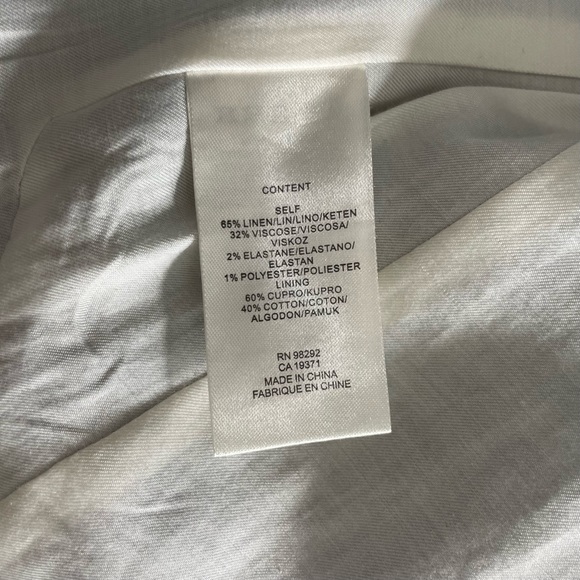 CONTENT
SELF
65% LINEN/LIN/LINO/KETEN
32% VISCOSE/VISCOSA/
VISKOZ
2% ELASTANE/ELASTANO/
ELASTAN
1% POLYESTER/POLIESTER
LINING
60% CUPRO/KUPRO
40% COTTON/COTON/
ALGODON/PAMUK
RN 98292
CA 19371
MADE IN CHINA
FABRIQUE EN CHINE